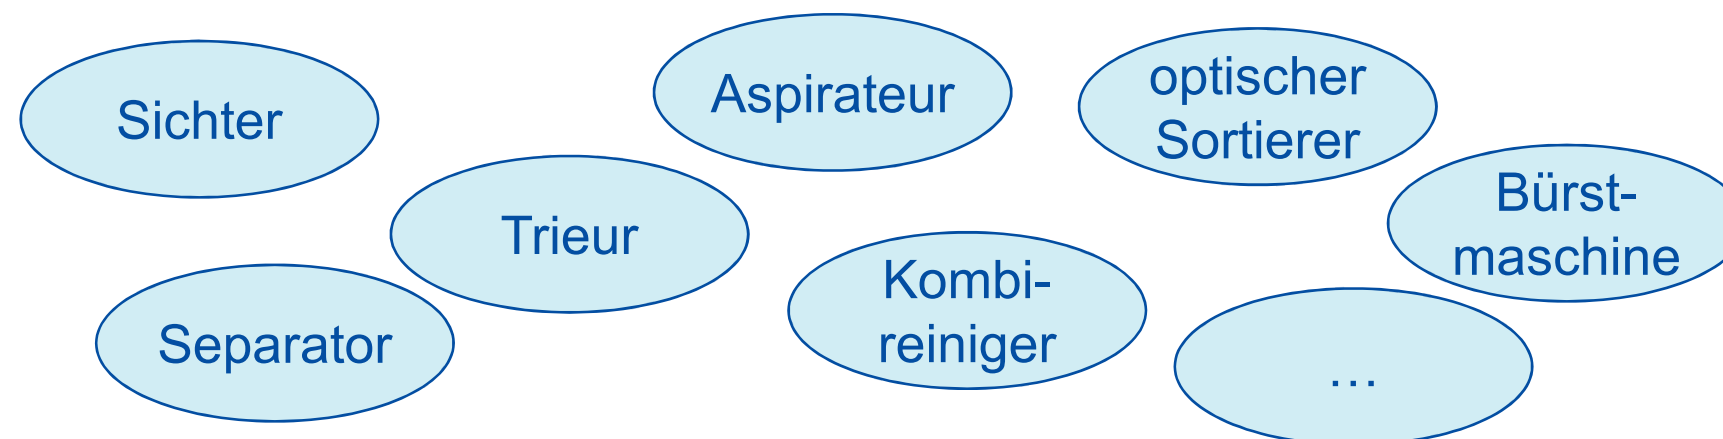 Sichter
Aspirateur
optischer
Sortierer
Trieur
Bürst-
maschine
Separator
Kombi-
reiniger
…